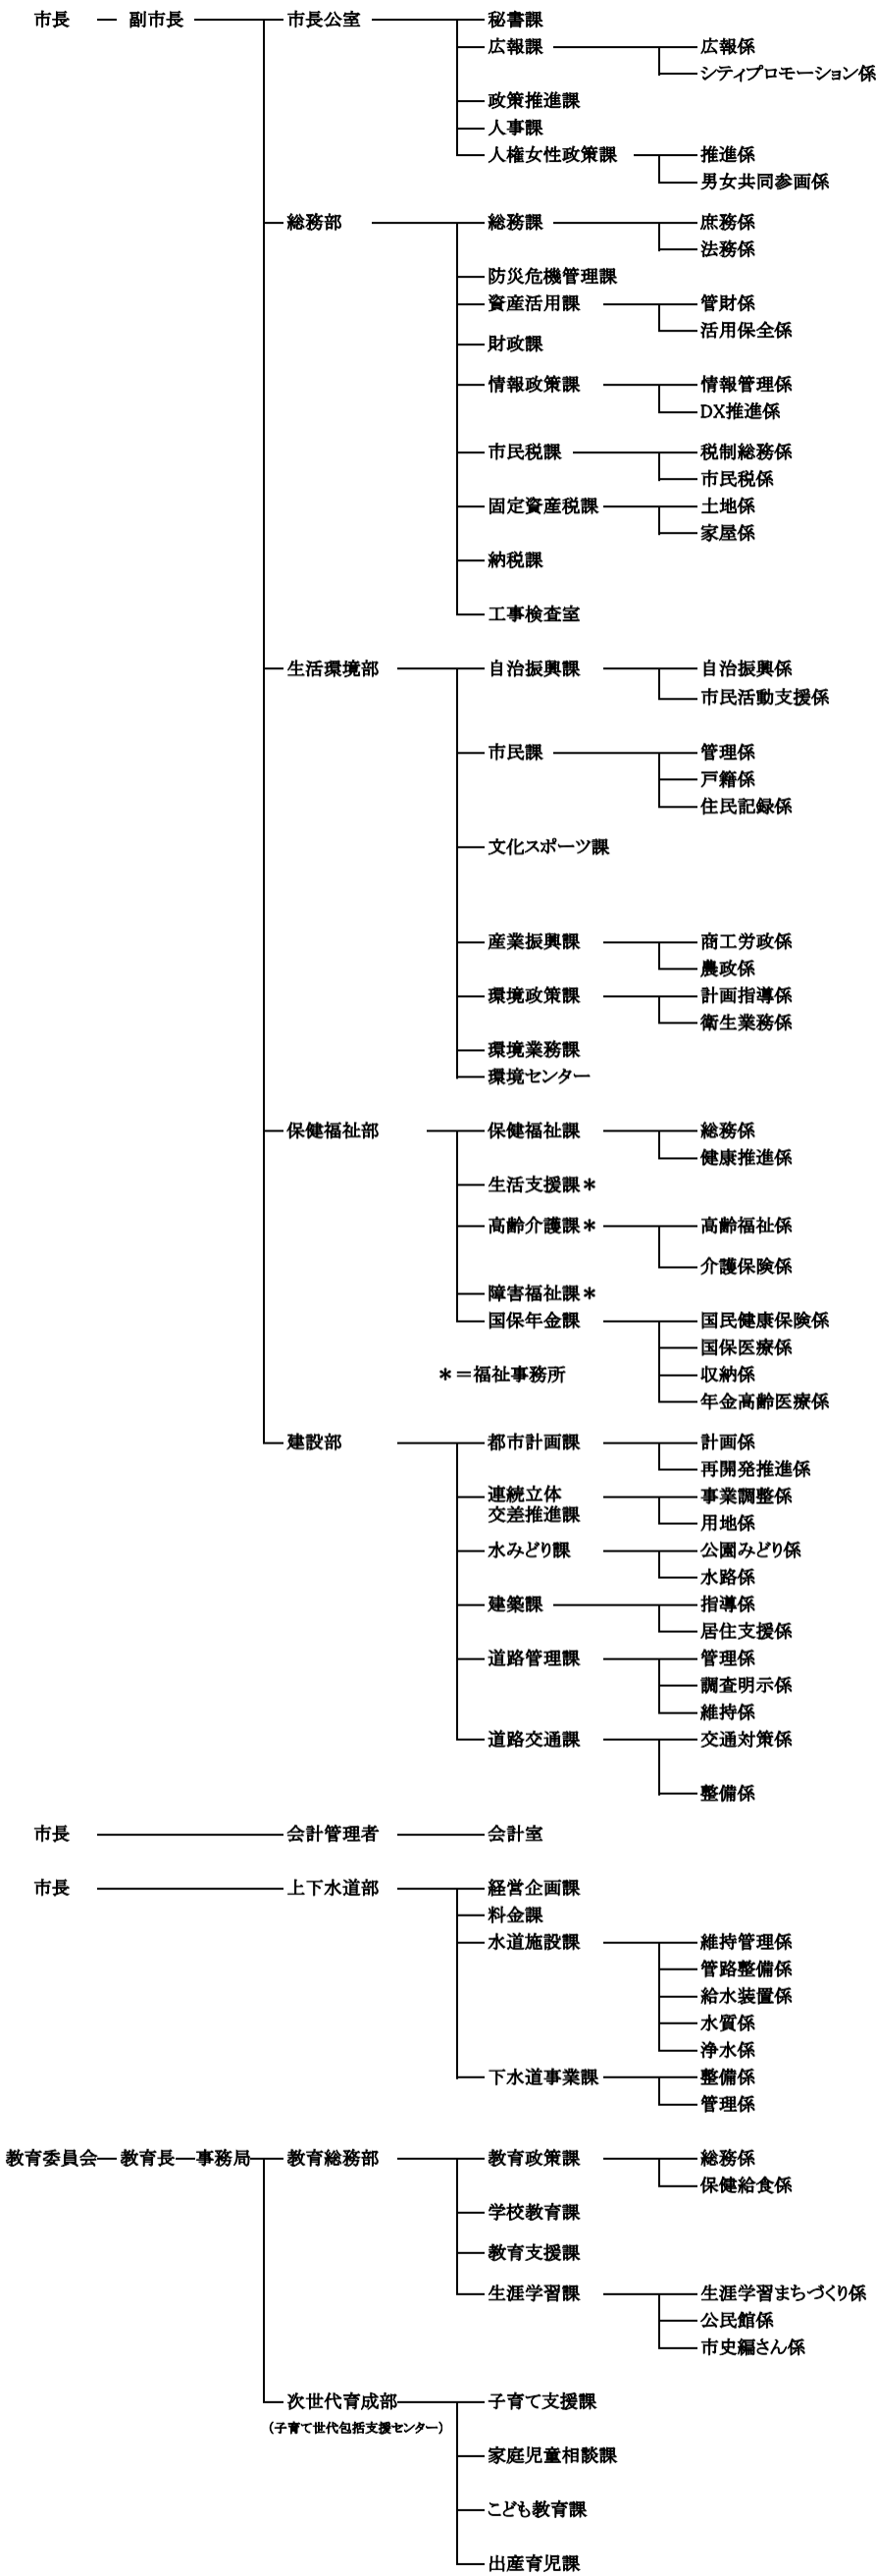 市長 副市長 市長公室 秘書課
広報課 広報係
シティプロモーション係
政策推進課
人事課
人権女性政策課 推進係
男女共同参画係
総務部 総務課 庶務係
法務係
防災危機管理課
資産活用課 管財係
活用保全係
財政課
情報政策課 情報管理係
DX推進係
市民税課 税制総務係
市民税係
固定資産税課 土地係
家屋係
納税課
工事検査室
生活環境部 自治振興課 自治振興係
市民活動支援係
市民課 管理係
戸籍係
住民記録係
文化スポーツ課
産業振興課 商工労政係
農政係
環境政策課 計画指導係
衛生業務係
環境業務課
環境センター
保健福祉部 保健福祉課 総務係
健康推進係
生活支援課＊
高齢介護課＊ 高齢福祉係
介護保険係
障害福祉課＊
国保年金課 国民健康保険係
国保医療係
＊＝福祉事務所 収納係
年金高齢医療係
建設部 都市計画課 計画係
再開発推進係
連続立体 事業調整係
交差推進課
用地係
水みどり課 公園みどり係
水路係
建築課 指導係
居住支援係
道路管理課 管理係
調査明示係
維持係
道路交通課 交通対策係
整備係
市長 会計管理者 会計室
市長 上下水道部 経営企画課
料金課
水道施設課 維持管理係
管路整備係
給水装置係
水質係
浄水係
下水道事業課 整備係
管理係
教育委員会 教育長 事務局 教育総務部 教育政策課 総務係
保健給食係
学校教育課
教育支援課
生涯学習課 生涯学習まちづくり係
公民館係
市史編さん係
次世代育成部 子育て支援課
（子育て世代包括支援センター）
家庭児童相談課
こども教育課
出産育児課